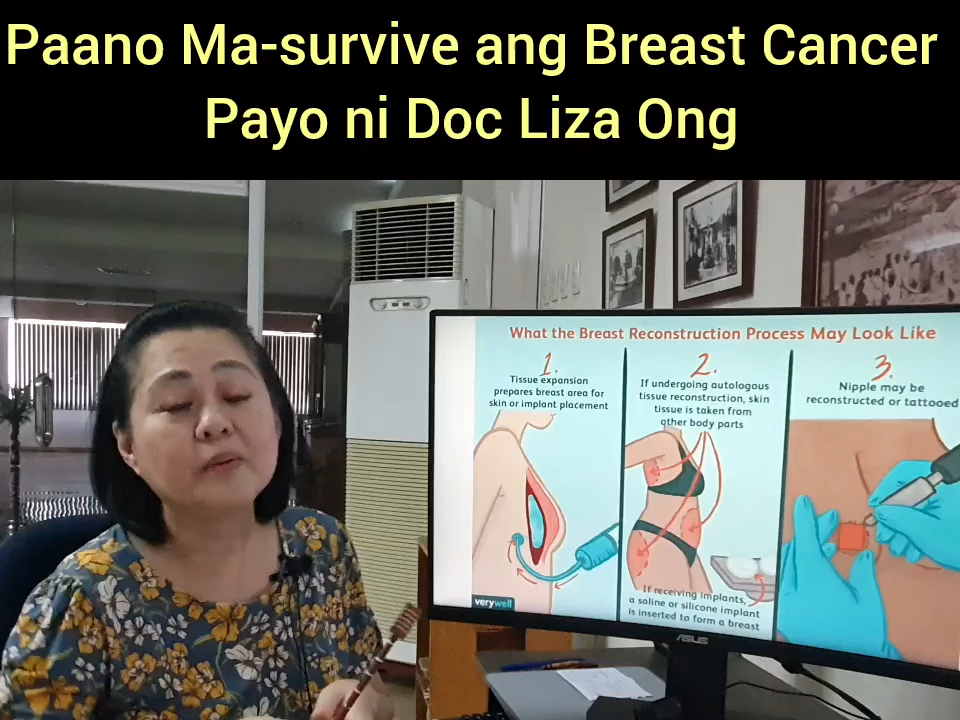 Paano Ma-survive ang Breast Cancer
Payo ni Doc Liza Ong
What the Breast Reconstruction Process May Look Like
1.
Tissue expansion
prepares breast area for
skin or implant placement
2.
If undergoing autologous
tissue reconstruction, skin
tissue is taken from
other body parts
If receiving implants,
a saline or silicone implant
is inserted to form a breast
3.
Nipple may be
reconstructed or tattooed
verywell
ASUS